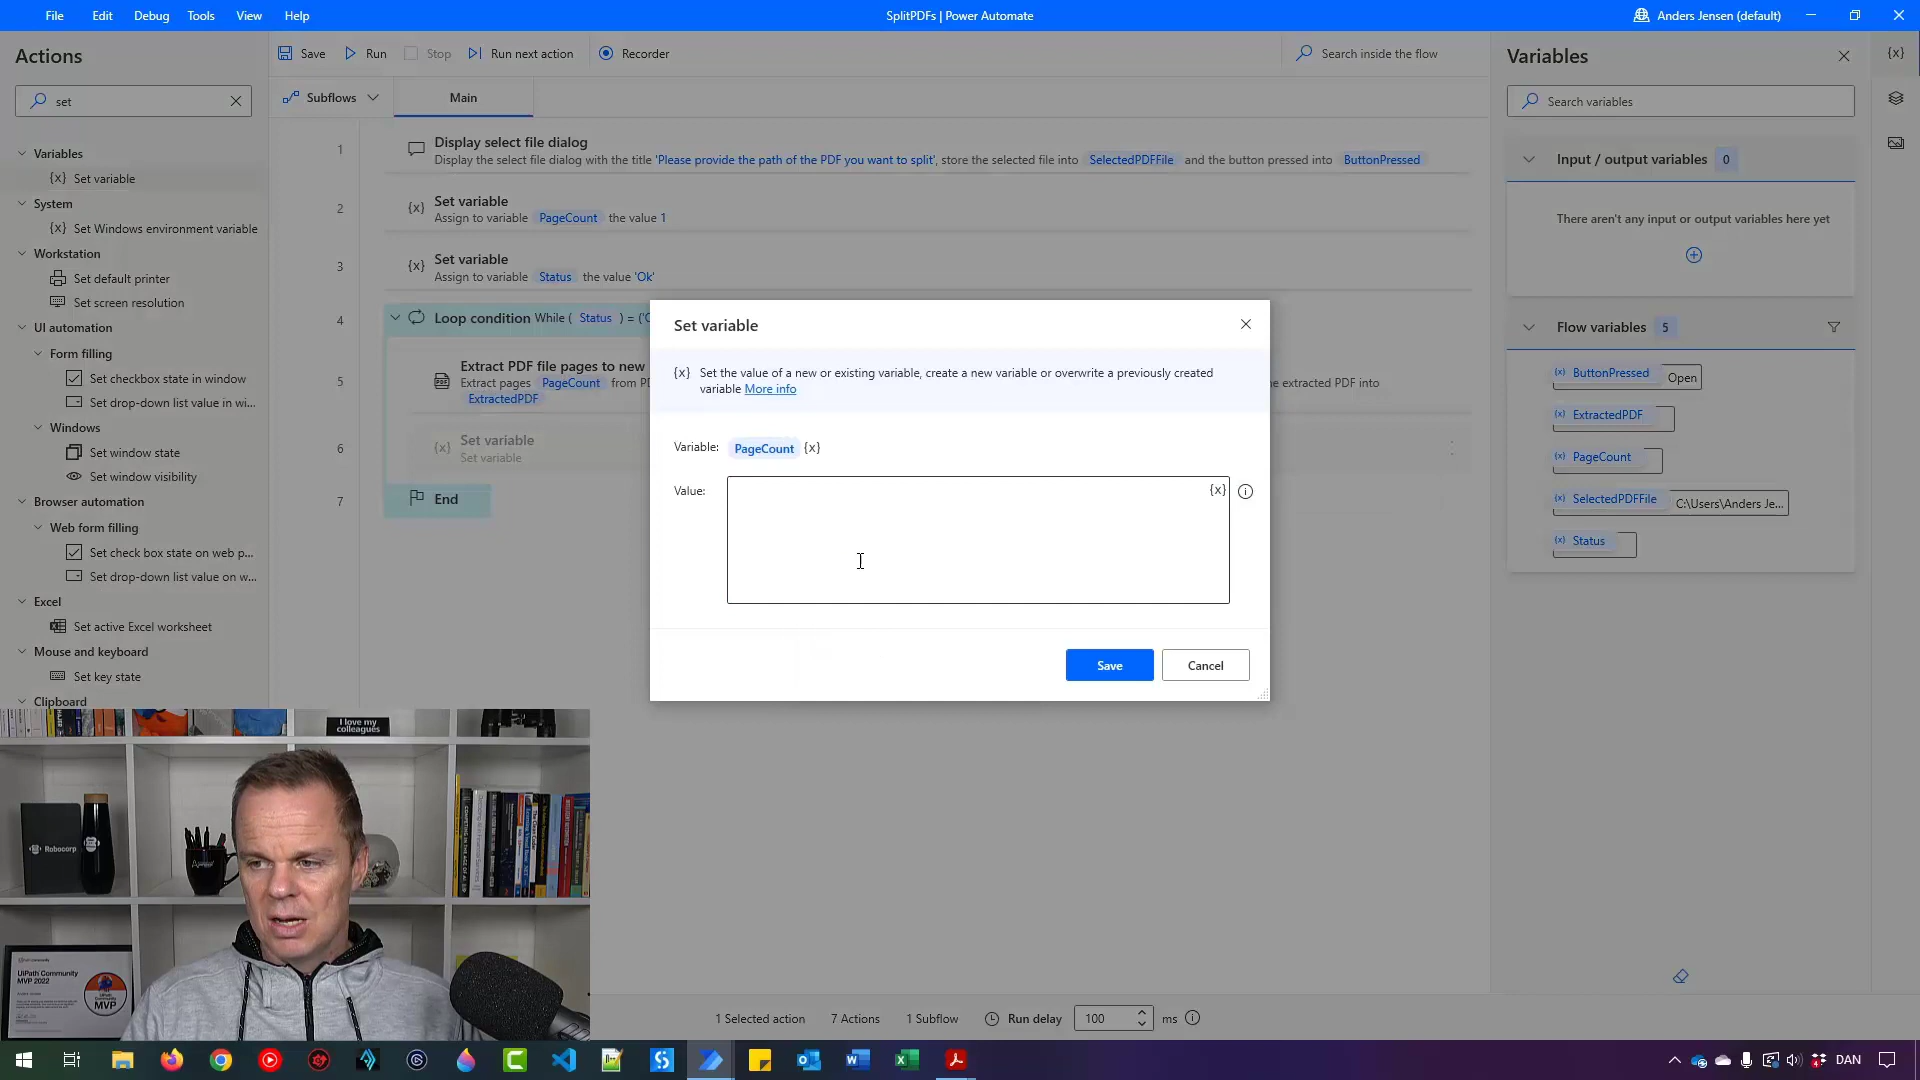 File Edit Debug Tools View Help
SplitPDFs | Power Automate
Anders Jensen (default)
Actions
set
Variables
Set variable
System
Set Windows environment variable
Workstation
Set default printer
Set screen resolution
UI automation
Form filling
Set checkbox state in window
Set drop-down list value in wi...
Windows
Set window state
Set window visibility
Browser automation
Web form filling
Set check box state on web p...
Set drop-down list value on w...
Excel
Set active Excel worksheet
Mouse and keyboard
Set key state
Clipboard
Save Run Stop Run next action Recorder
Search inside the flow
Subflows Main
1 Display select file dialog
Display the select file dialog with the title 'Please provide the path of the PDF you want to split', store the selected file into SelectedPDFFile and the button pressed into ButtonPressed
2 Set variable
Assign to variable PageCount the value 1
3 Set variable
Assign to variable Status the value 'Ok'
4 Loop condition While ( Status ) = ('O
5 Extract PDF file pages to new
Extract pages PageCount from PD
e extracted PDF into
ExtractedPDF
6 Set variable
Set variable
7 End
Set variable
{x} Set the value of a new or existing variable, create a new variable or overwrite a previously created
variable More info
Variable: PageCount {x}
Value: {x}
Save Cancel
Variables
Search variables
Input / output variables 0
There aren't any input or output variables here yet
Flow variables 5
ButtonPressed Open
ExtractedPDF
PageCount
SelectedPDFFile C:\Users\Anders Je...
Status
I love my
colleagues
Robocorp
UiPath Community
MVP 2022
UiPath
Community
MVP
1 Selected action 7 Actions 1 Subflow Run delay 100 ms
DAN